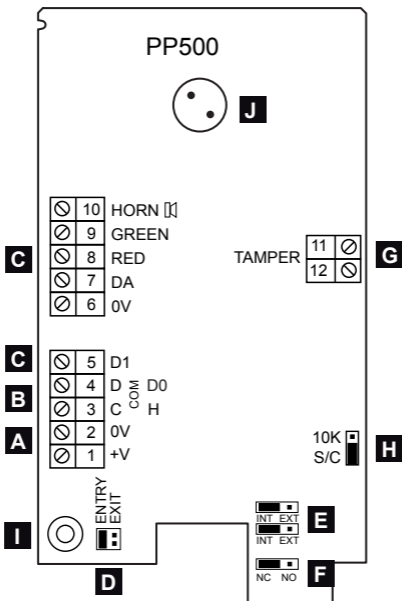 PP500
J
10 HORN
9 GREEN
C 8 RED
7 DA
6 0V
TAMPER 11 G
12
C 5 D1
B 4 D COM D0
3 C H
A 2 0V
1 +V
10K
S/C H
I ENTRY
EXIT
D
INT EXT E
INT EXT
NC NO F